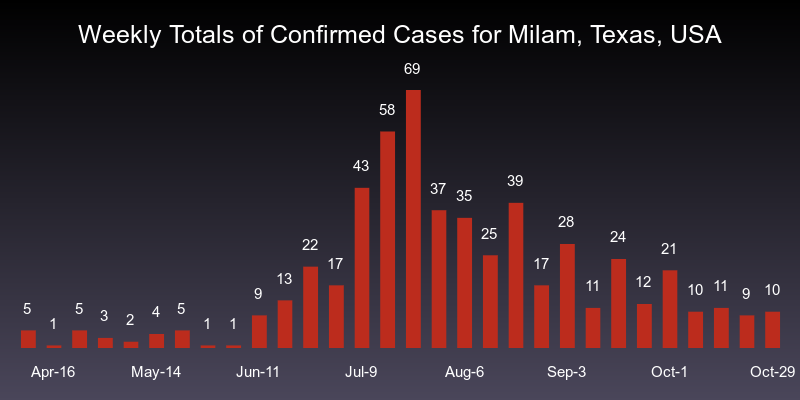 Weekly Totals of Confirmed Cases for Milam, Texas, USA
5 1 5 3 2 4 5 1 1 9 13 22 17 43 58 69 37 35 25 39 17 28 11 24 12 21 10 11 9 10
Apr-16 May-14 Jun-11 Jul-9 Aug-6 Sep-3 Oct-1 Oct-29